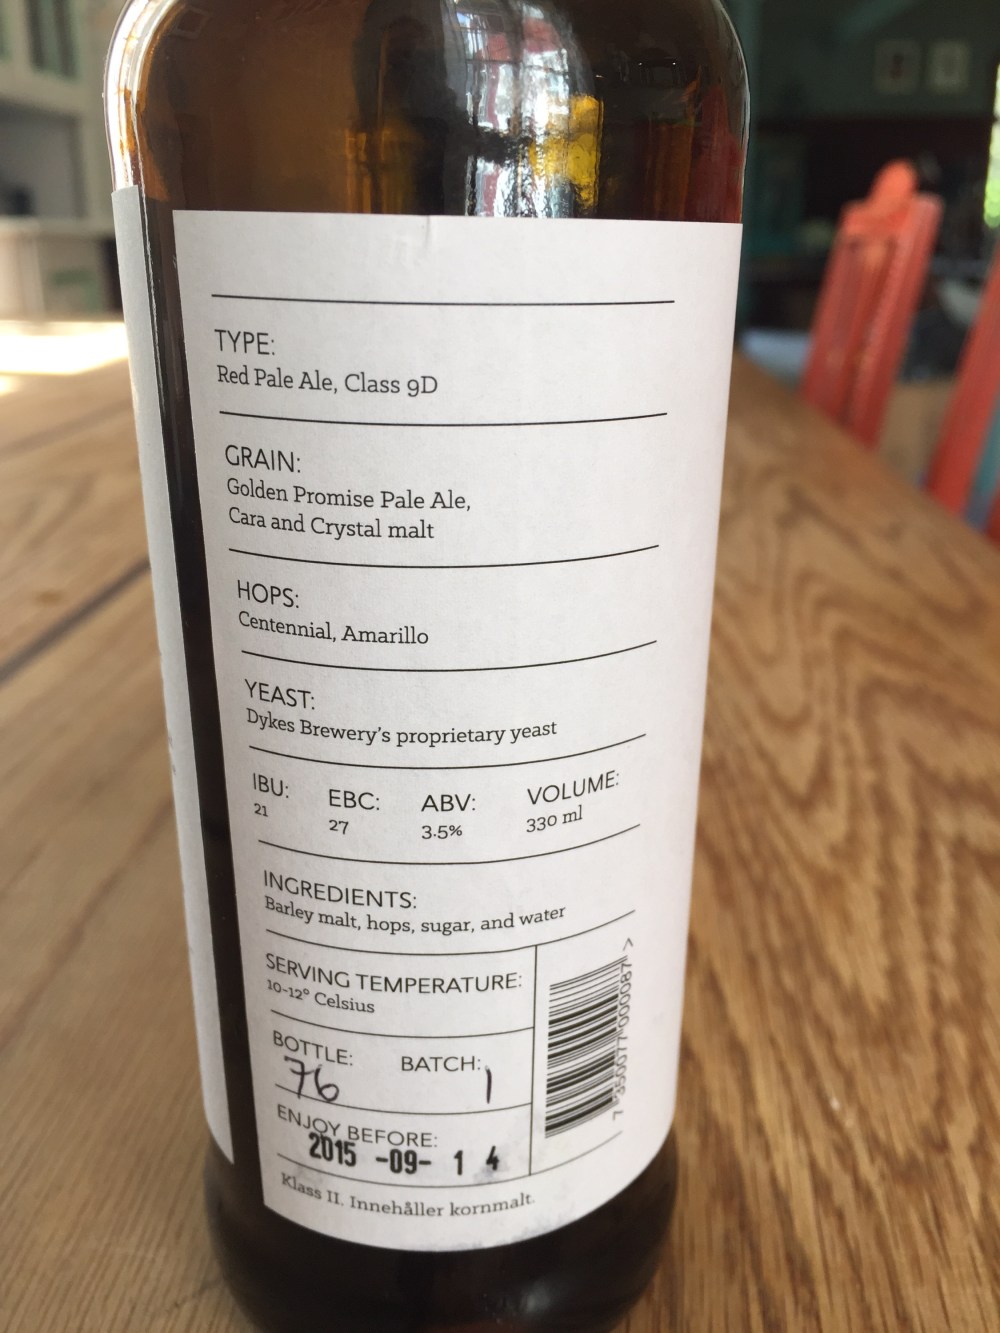 TYPE:
Red Pale Ale, Class 9D
GRAIN:
Golden Promise Pale Ale,
Cara and Crystal malt
HOPS:
Centennial, Amarillo
YEAST:
Dykes Brewery's proprietary yeast
IBU: EBC: ABV: VOLUME:
21 27 3.5% 330 ml
INGREDIENTS:
Barley malt, hops, sugar, and water
SERVING TEMPERATURE:
10-12° Celsius
BOTTLE: BATCH:
76 1
ENJOY BEFORE:
2015 -09- 1 4
Klass II. Innehåller kornmalt.
7 350077 000087 >